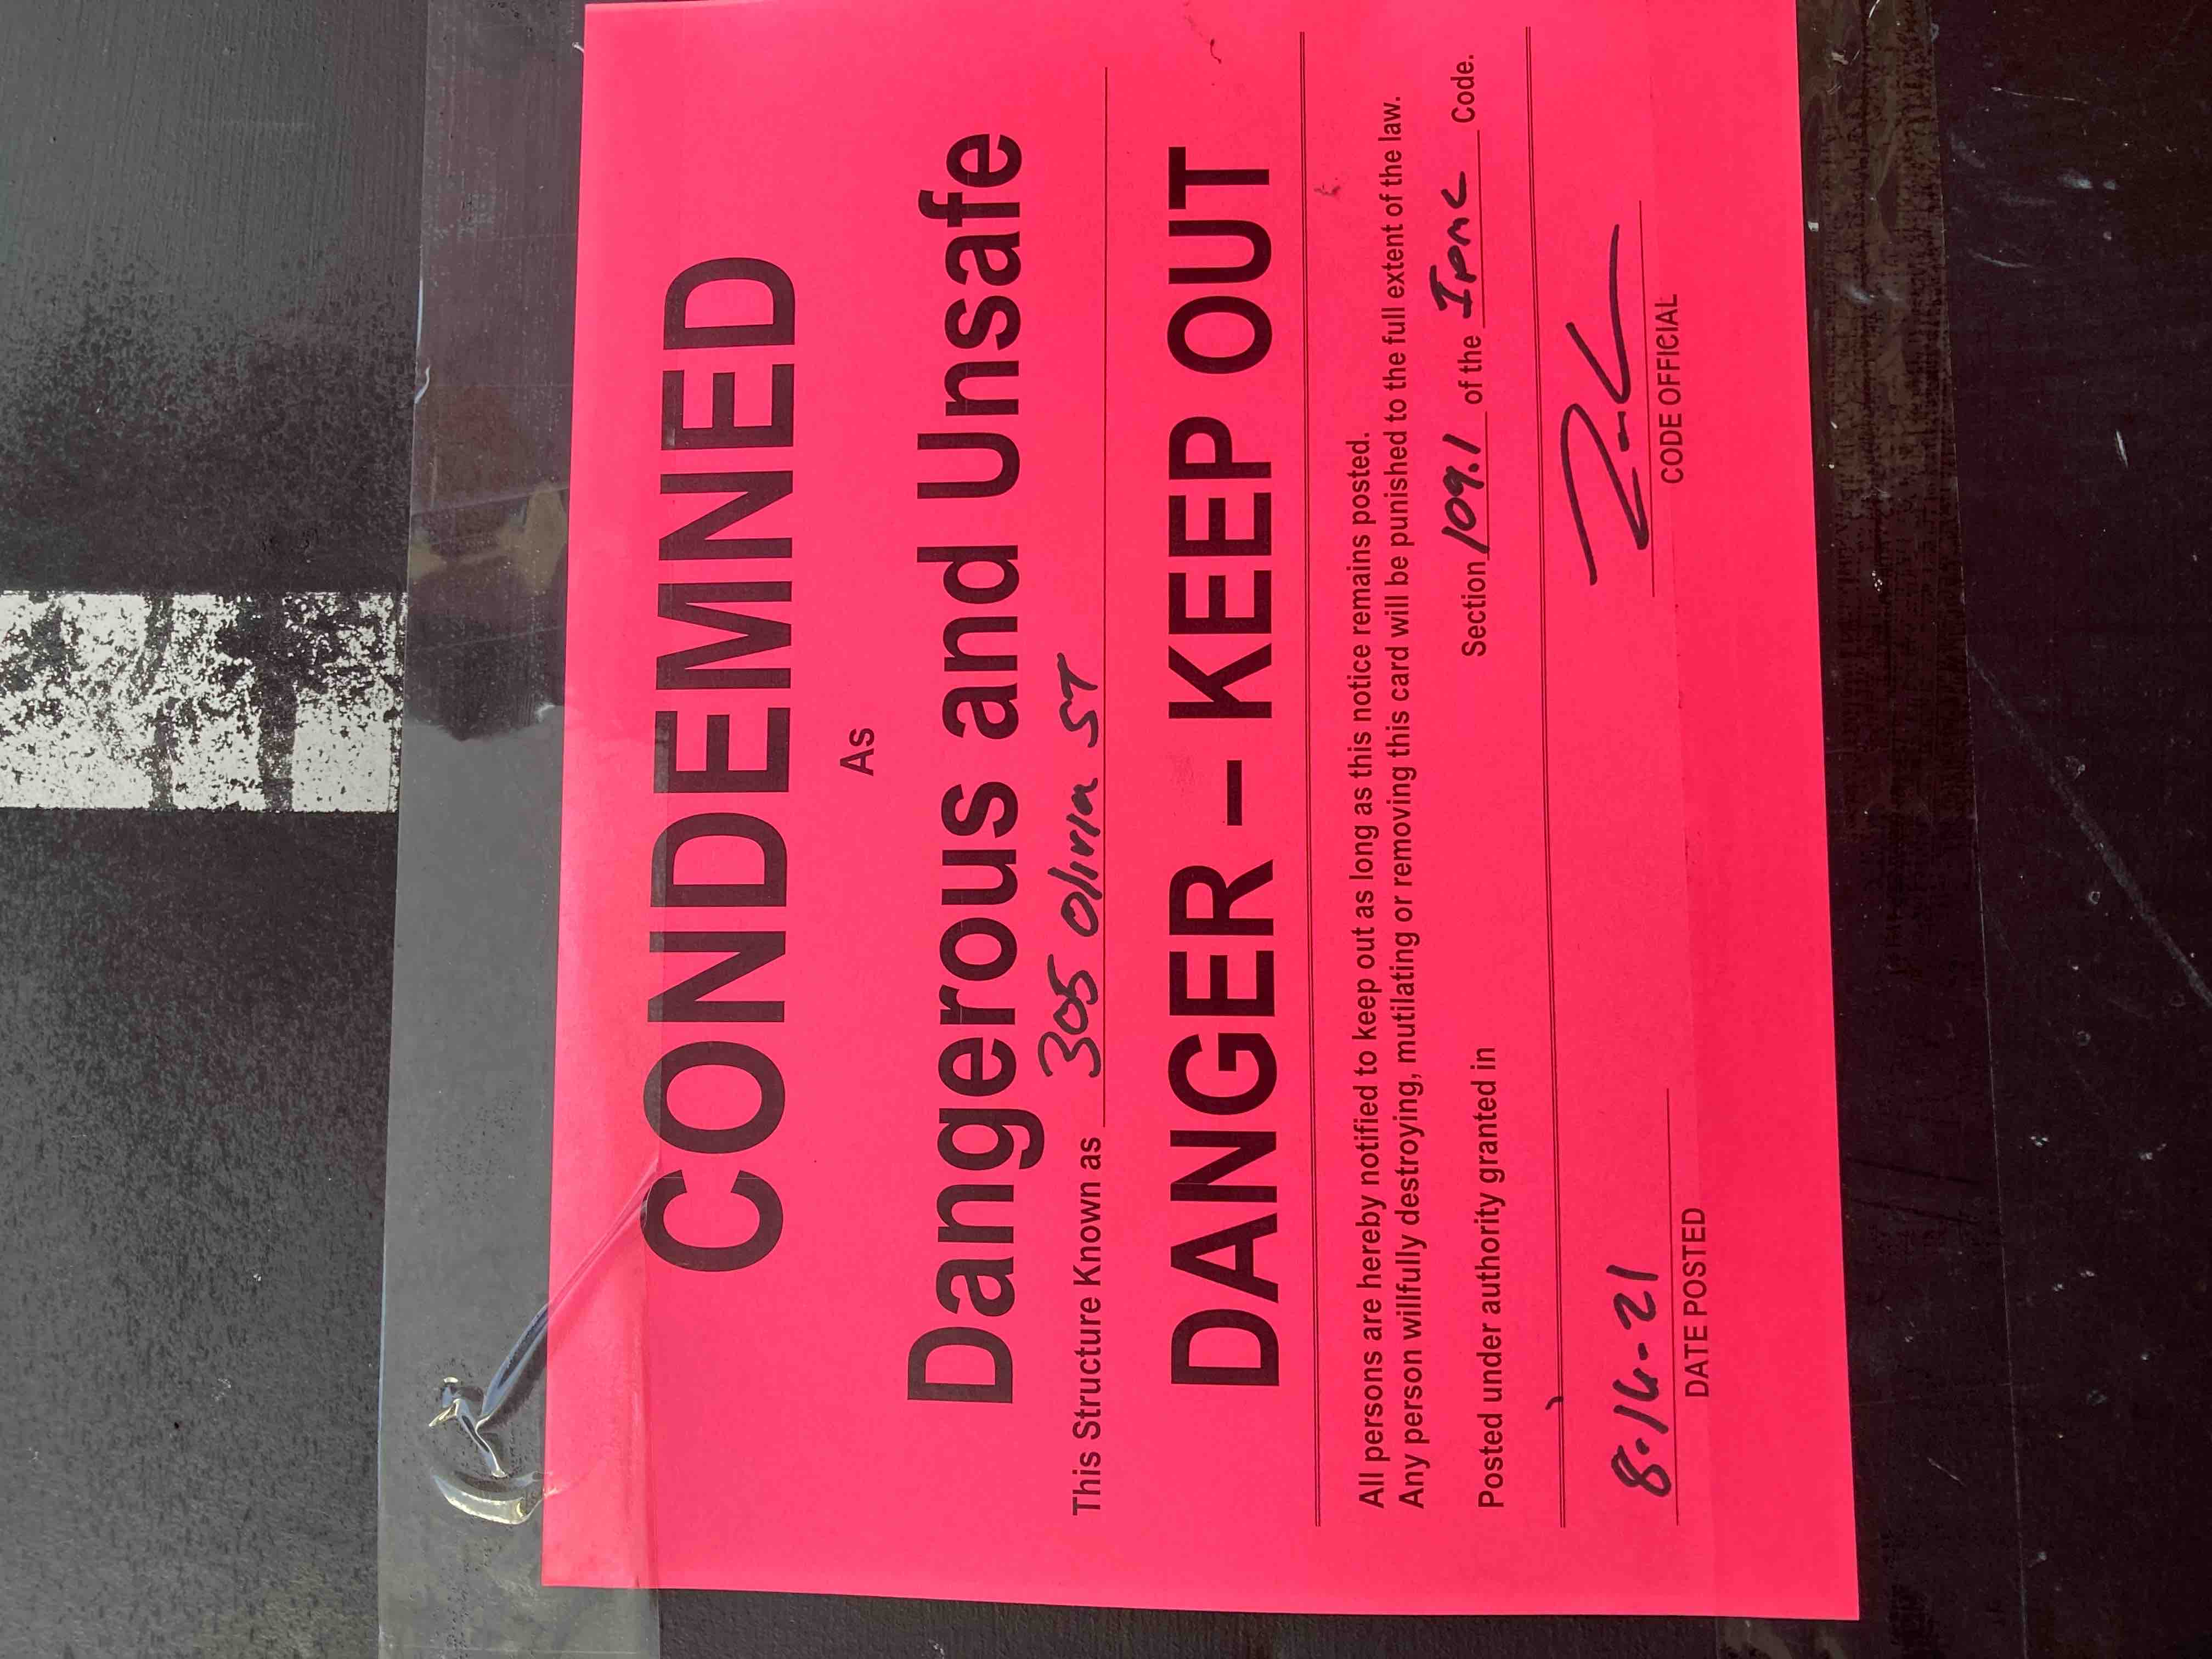 CONDEMNED
As
Dangerous and Unsafe
This Structure Known as 305 Olivia ST
DANGER – KEEP OUT
All persons are hereby notified to keep out as long as this notice remains posted.
Any person willfully destroying, mutilating or removing this card will be punished to the full extent of the law.
Posted under authority granted in Section 109.1 of the Ipmc Code.
8-16-21
DATE POSTED CODE OFFICIAL